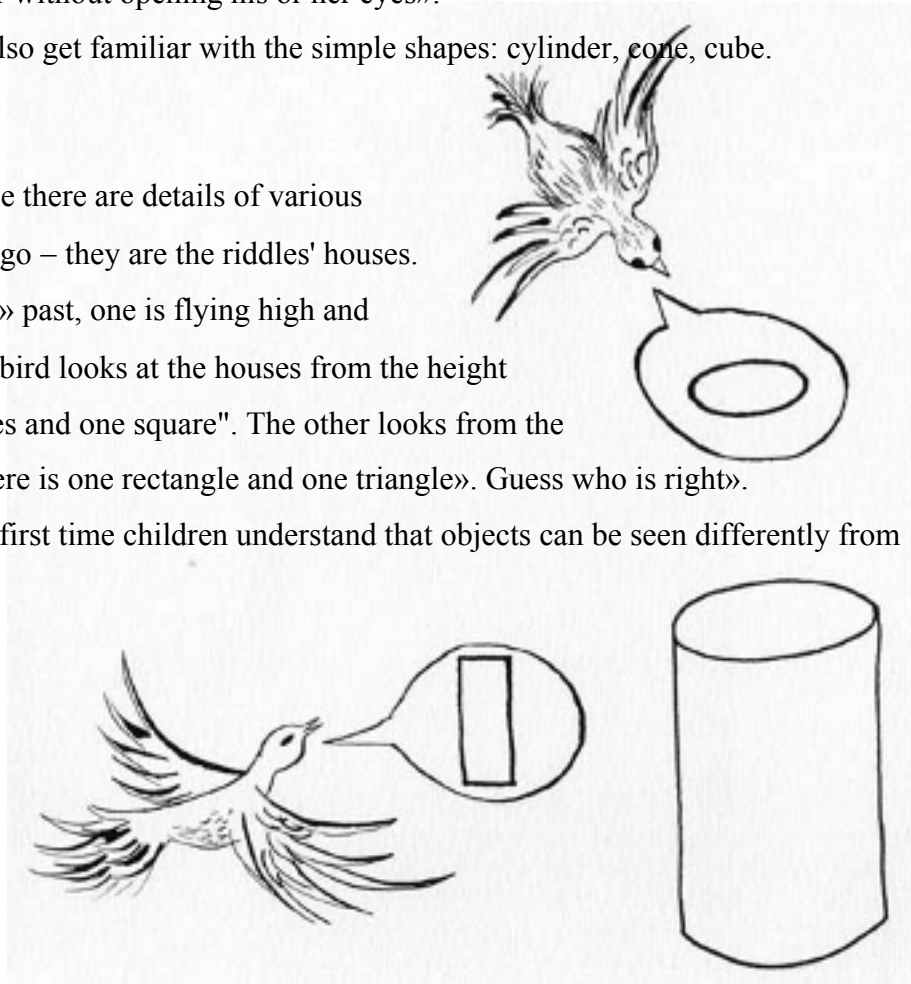 without opening his or her eyes».
lso get familiar with the simple shapes: cylinder, cone, cube.
e there are details of various
go – they are the riddles' houses.
» past, one is flying high and
bird looks at the houses from the height
es and one square". The other looks from the
ere is one rectangle and one triangle». Guess who is right».
first time children understand that objects can be seen differently from